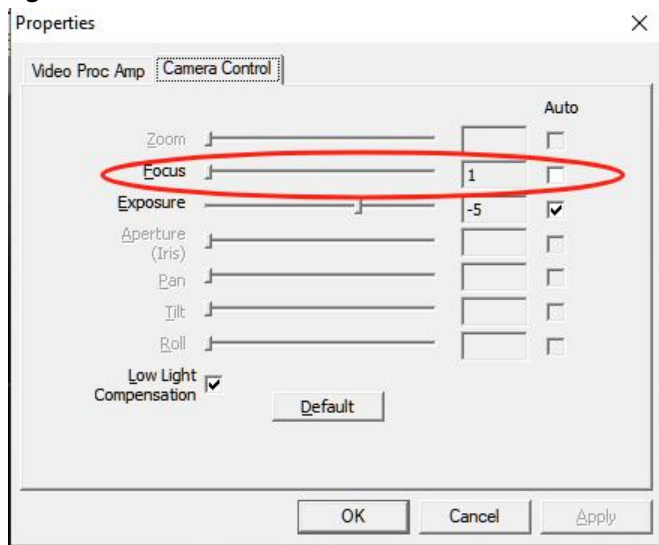 Properties
Video Proc Amp Camera Control
Auto
Zoom
Focus 1
Exposure -5
Aperture
(Iris)
Pan
Tilt
Roll
Low Light
Compensation
Default
OK Cancel Apply